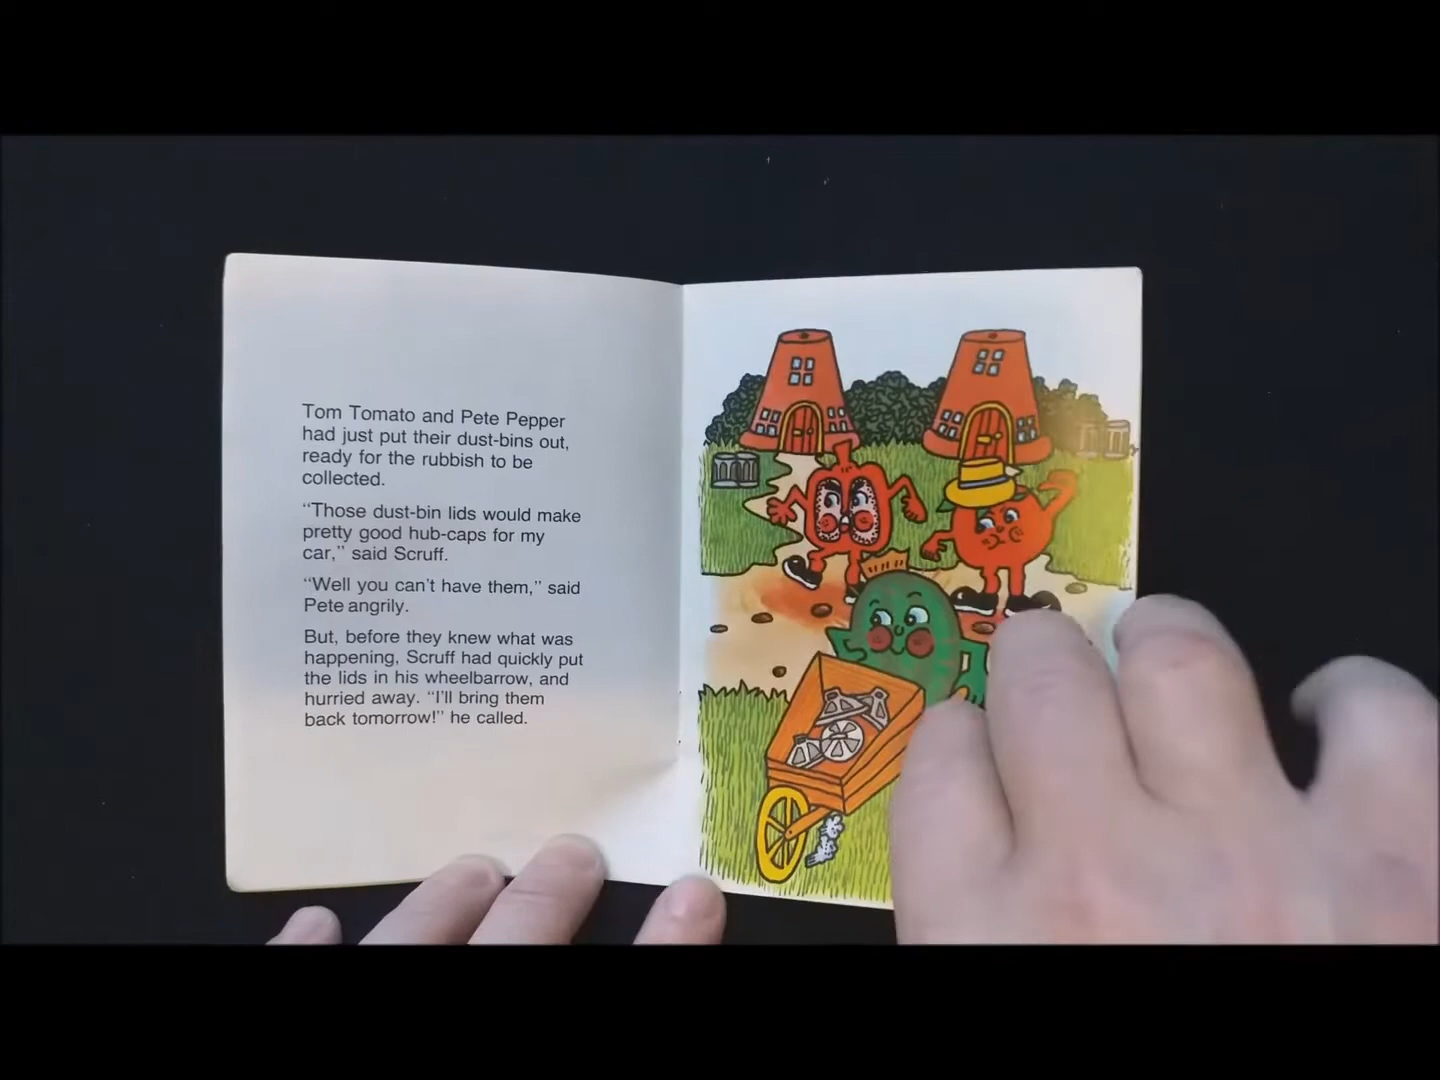 Tom Tomato and Pete Pepper
had just put their dust-bins out,
ready for the rubbish to be
collected.
“Those dust-bin lids would make
pretty good hub-caps for my
car,” said Scruff.
“Well you can’t have them,” said
Pete angrily.
But, before they knew what was
happening, Scruff had quickly put
the lids in his wheelbarrow, and
hurried away. “I’ll bring them
back tomorrow!” he called.